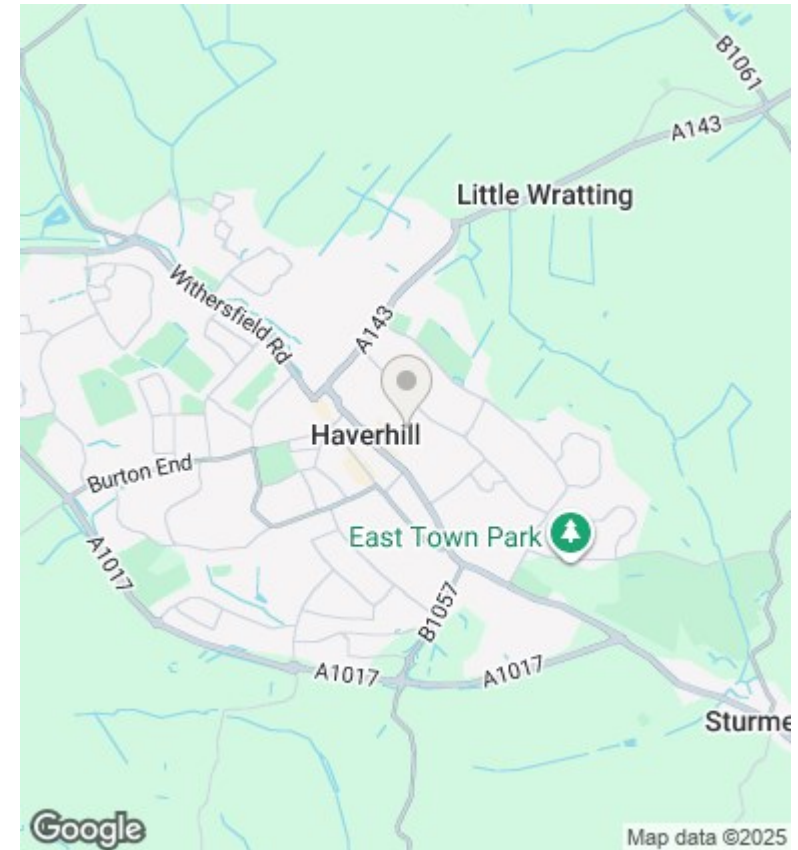 B1061
A143
Little Wratting
Withersfield Rd
A143
Haverhill
Burton End
East Town Park
A1017
B1057
A1017
A1017
Sturme
Google
Map data ©2025